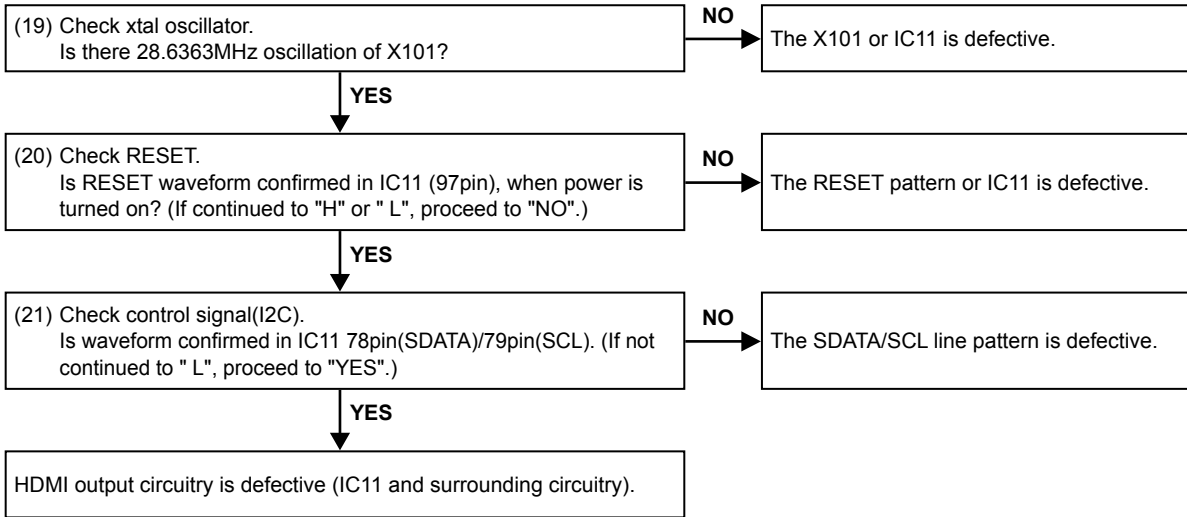 (19) Check xtal oscillator.
Is there 28.6363MHz oscillation of X101?
NO
The X101 or IC11 is defective.
YES
(20) Check RESET.
Is RESET waveform confirmed in IC11 (97pin), when power is
turned on? (If continued to "H" or " L", proceed to "NO".)
NO
The RESET pattern or IC11 is defective.
YES
(21) Check control signal(I2C).
Is waveform confirmed in IC11 78pin(SDATA)/79pin(SCL). (If not
continued to " L", proceed to "YES".)
NO
The SDATA/SCL line pattern is defective.
YES
HDMI output circuitry is defective (IC11 and surrounding circuitry).